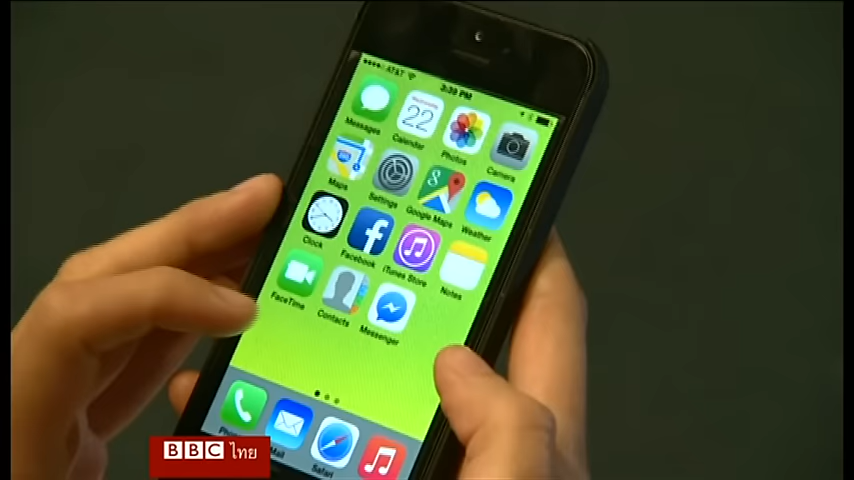 AT&T
3:39 PM
Wednesday
22
Messages
Calendar
Photos
Camera
Maps
Settings
Google Maps
Weather
Clock
Facebook
iTunes Store
Notes
FaceTime
Contacts
Messenger
Mail
Safari
BBC ไทย